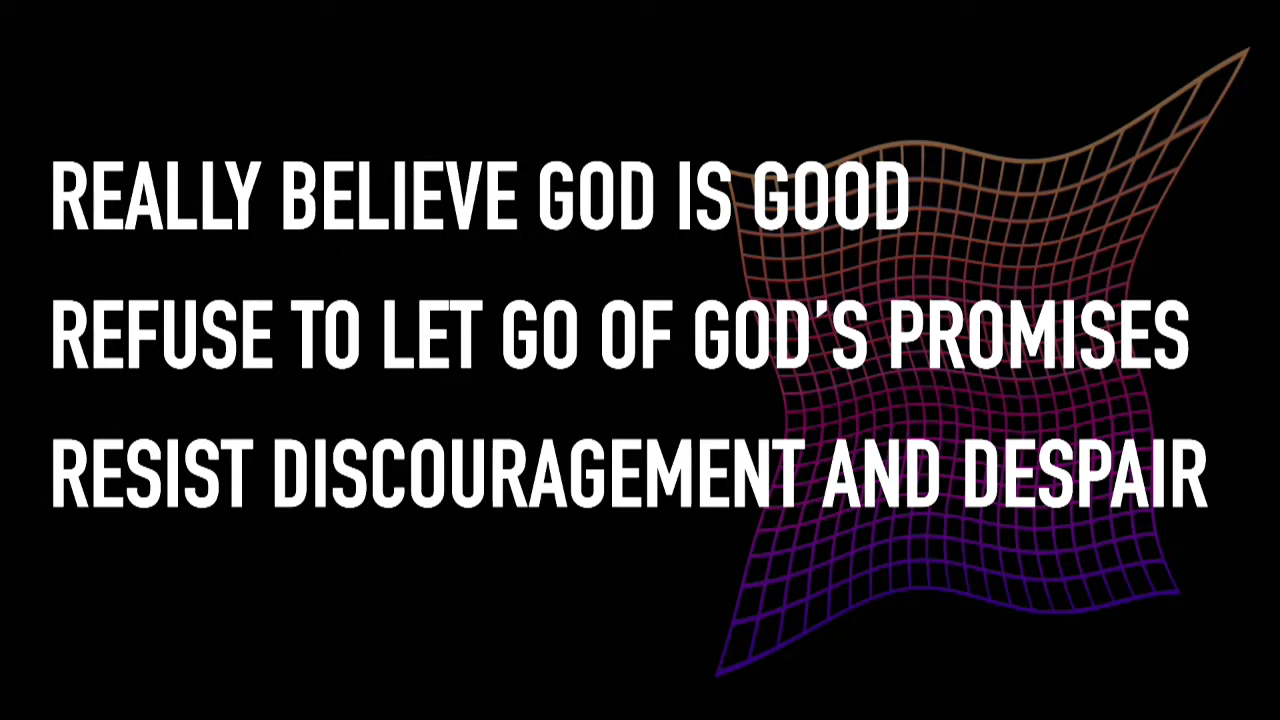 REALLY BELIEVE GOD IS GOOD
REFUSE TO LET GO OF GOD’S PROMISES
RESIST DISCOURAGEMENT AND DESPAIR